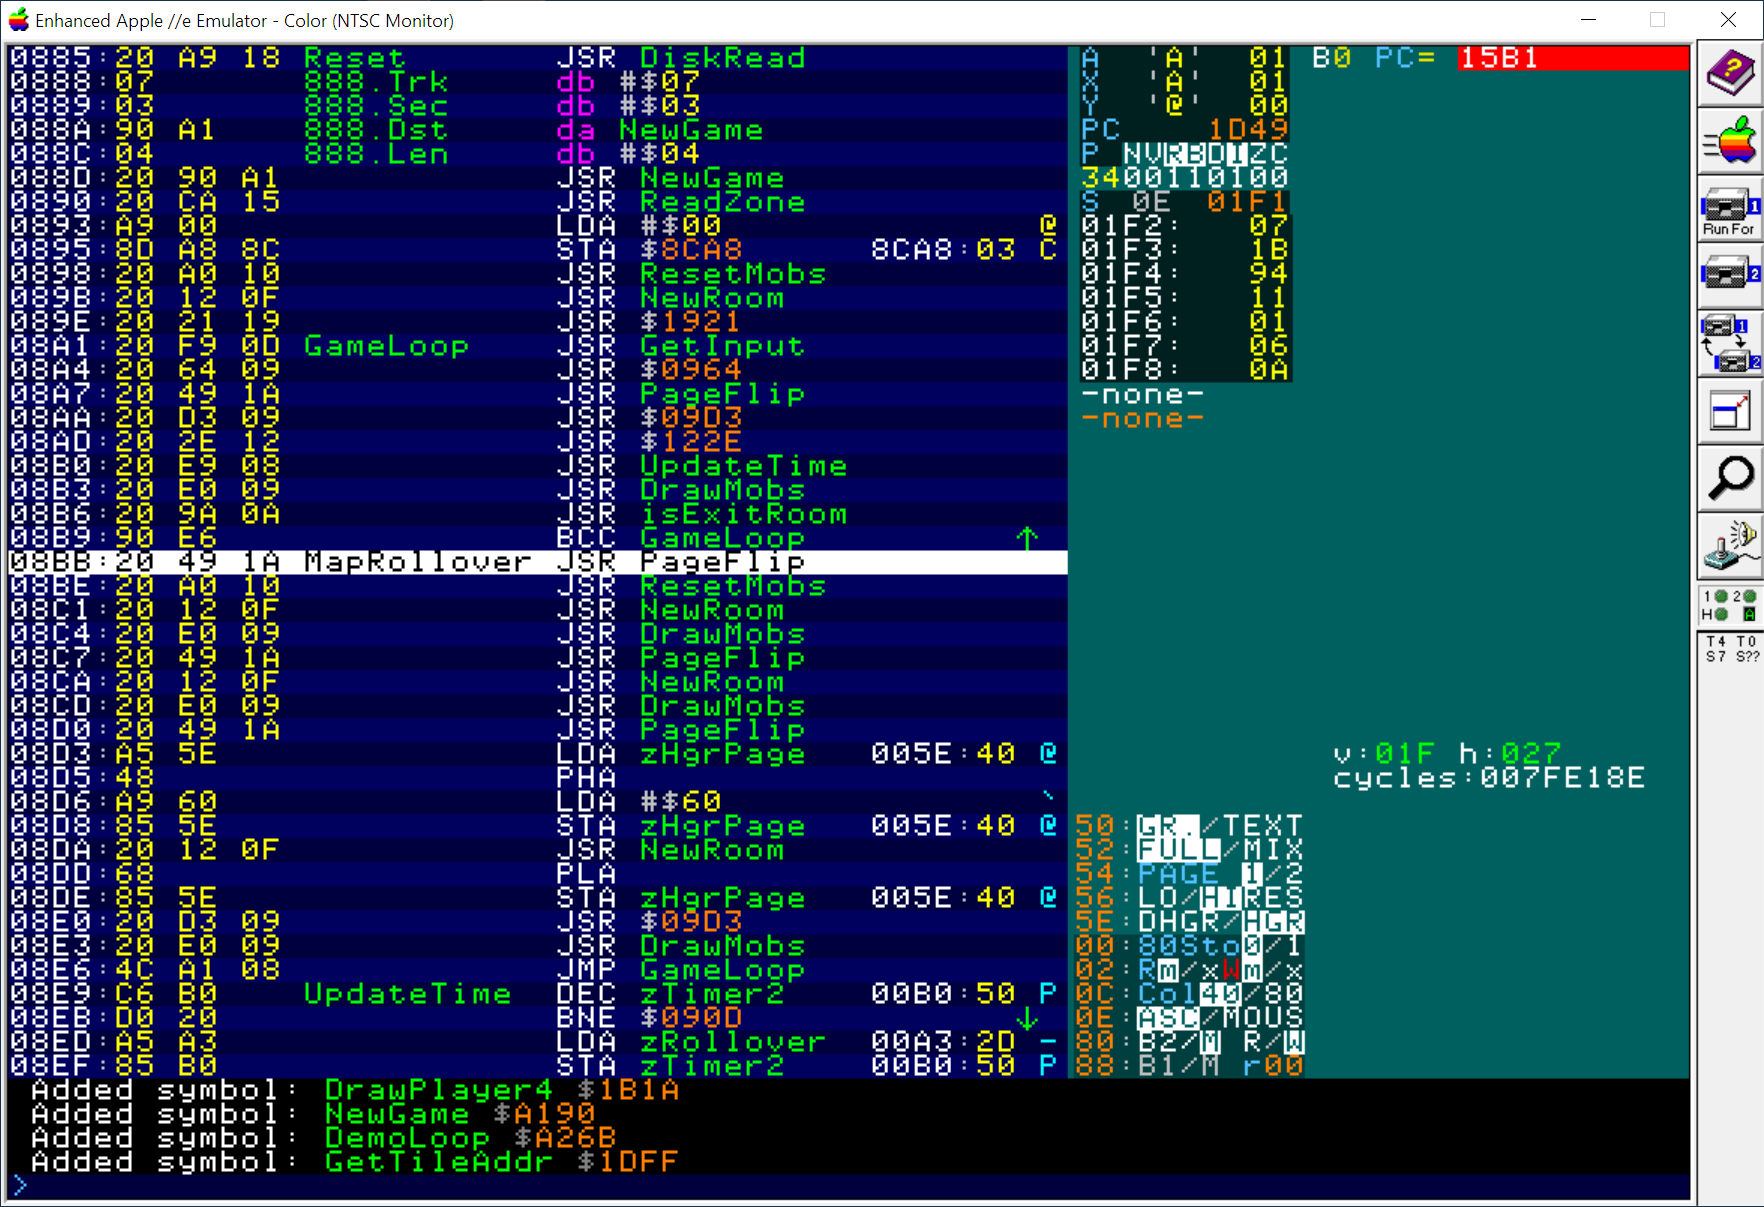 Enhanced Apple //e Emulator - Color (NTSC Monitor)
0885:20 A9 18 Reset JSR DiskRead
0888:07 888.Trk db #$07
0889:03 888.Sec db #$03
088A:90 A1 888.Dst da NewGame
088C:04 888.Len db #$04
088D:20 90 A1 JSR NewGame
0890:20 CA 15 JSR ReadZone
0893:A9 00 LDA #$00 @
0895:8D A8 8C STA $8CA8 8CA8:03 C
0898:20 A0 10 JSR ResetMobs
089B:20 12 0F JSR NewRoom
089E:20 21 19 JSR $1921
08A1:20 F9 0D GameLoop JSR GetInput
08A4:20 64 09 JSR $0964
08A7:20 49 1A JSR PageFlip
08AA:20 D3 09 JSR $09D3
08AD:20 2E 12 JSR $122E
08B0:20 E9 08 JSR UpdateTime
08B3:20 E0 09 JSR DrawMobs
08B6:20 9A 0A JSR isExitRoom
08B9:90 E6 BCC GameLoop ↑
08BB:20 49 1A MapRollover JSR PageFlip
08BE:20 A0 10 JSR ResetMobs
08C1:20 12 0F JSR NewRoom
08C4:20 E0 09 JSR DrawMobs
08C7:20 49 1A JSR PageFlip
08CA:20 12 0F JSR NewRoom
08CD:20 E0 09 JSR DrawMobs
08D0:20 49 1A JSR PageFlip
08D3:A5 5E LDA zHgrPage 005E:40 @
08D5:48 PHA
08D6:A9 60 LDA #$60 `
08D8:85 5E STA zHgrPage 005E:40 @
08DA:20 12 0F JSR NewRoom
08DD:68 PLA
08DE:85 5E STA zHgrPage 005E:40 @
08E0:20 D3 09 JSR $09D3
08E3:20 E0 09 JSR DrawMobs
08E6:4C A1 08 JMP GameLoop
08E9:C6 B0 UpdateTime DEC zTimer2 00B0:50 P
08EB:D0 20 BNE $090D ↓
08ED:A5 A3 LDA zRollover 00A3:2D -
08EF:85 B0 STA zTimer2 00B0:50 P
A 'A' 01
X 'A' 01
Y '@' 00
PC 1D49
P NVRBDIZC
3400110100
S 0E 01F1
01F2: 07
01F3: 1B
01F4: 94
01F5: 11
01F6: 01
01F7: 06
01F8: 0A
-none-
-none-
B0 PC= 15B1
v:01F h:027
cycles:007FE18E
50:GR./TEXT
52:FULL/MIX
54:PAGE 1/2
56:LO/HIRES
5E:DHGR/HGR
00:80Sto0/1
02:Rm/xWm/x
0C:Col40/80
0E:ASC/MOUS
80:B2/M R/W
88:B1/M r00
Added symbol: DrawPlayer4 $1B1A
Added symbol: NewGame $A190
Added symbol: DemoLoop $A26B
Added symbol: GetTileAddr $1DFF
>
?
1
Run For
2
1
2
1 2
H A
T4 T0
S7 S??